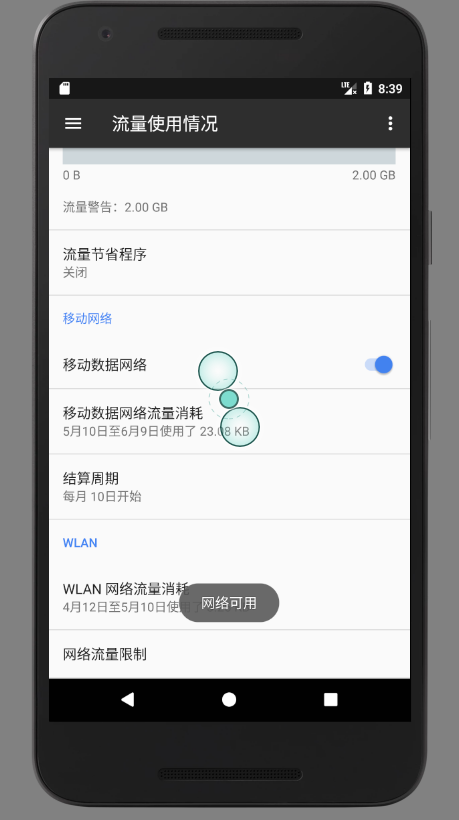 LTE 8:39
流量使用情况
0 B 2.00 GB
流量警告：2.00 GB
流量节省程序
关闭
移动网络
移动数据网络
移动数据网络流量消耗
5月10日至6月9日使用了 23.08 KB
结算周期
每月 10日开始
WLAN
WLAN 网络流量消耗
4月12日至5月10日使
网络可用
网络流量限制